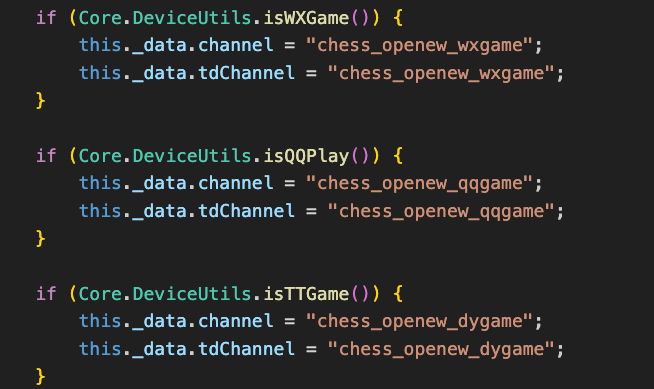 if (Core.DeviceUtils.isWXGame()) {
    this._data.channel = "chess_openew_wxgame";
    this._data.tdChannel = "chess_openew_wxgame";
}
if (Core.DeviceUtils.isQQPlay()) {
    this._data.channel = "chess_openew_qqgame";
    this._data.tdChannel = "chess_openew_qqgame";
}
if (Core.DeviceUtils.isTTGame()) {
    this._data.channel = "chess_openew_dygame";
    this._data.tdChannel = "chess_openew_dygame";
}